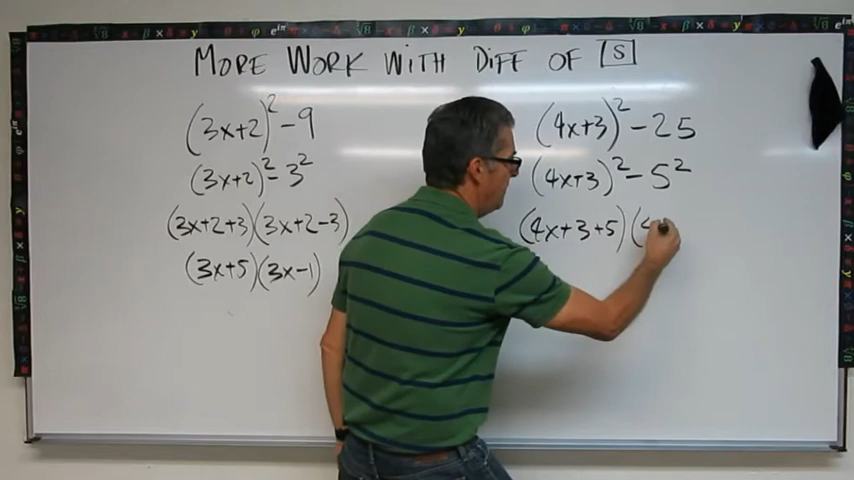 MORE WORK WITH DIFF OF S
(3x+2)² - 9
(3x+2)² - 3²
(3x+2+3)(3x+2-3)
(3x+5)(3x-1)
(4x+3)² - 25
(4x+3)² - 5²
(4x+3+5)(4